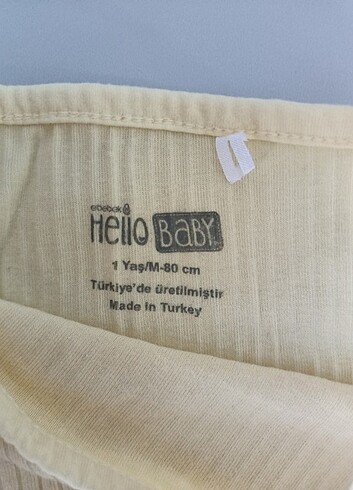 ebebek
Hello BaBY
1 Yaş/M-80 cm
Türkiye'de üretilmiştir
Made in Turkey